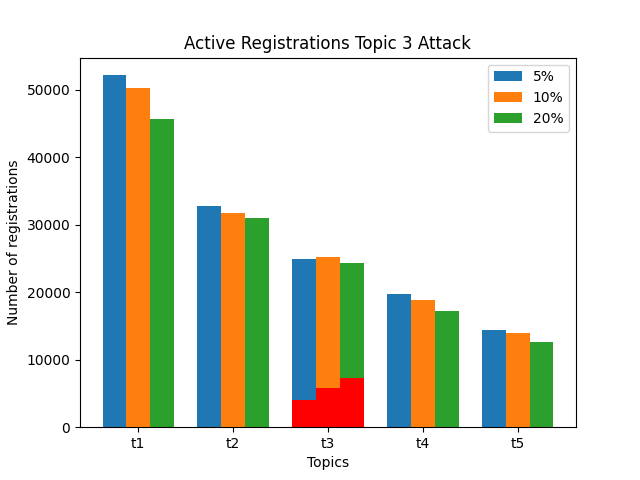 Active Registrations Topic 3 Attack
5%
10%
20%
Number of registrations
50000
40000
30000
20000
10000
0
t1 t2 t3 t4 t5
Topics